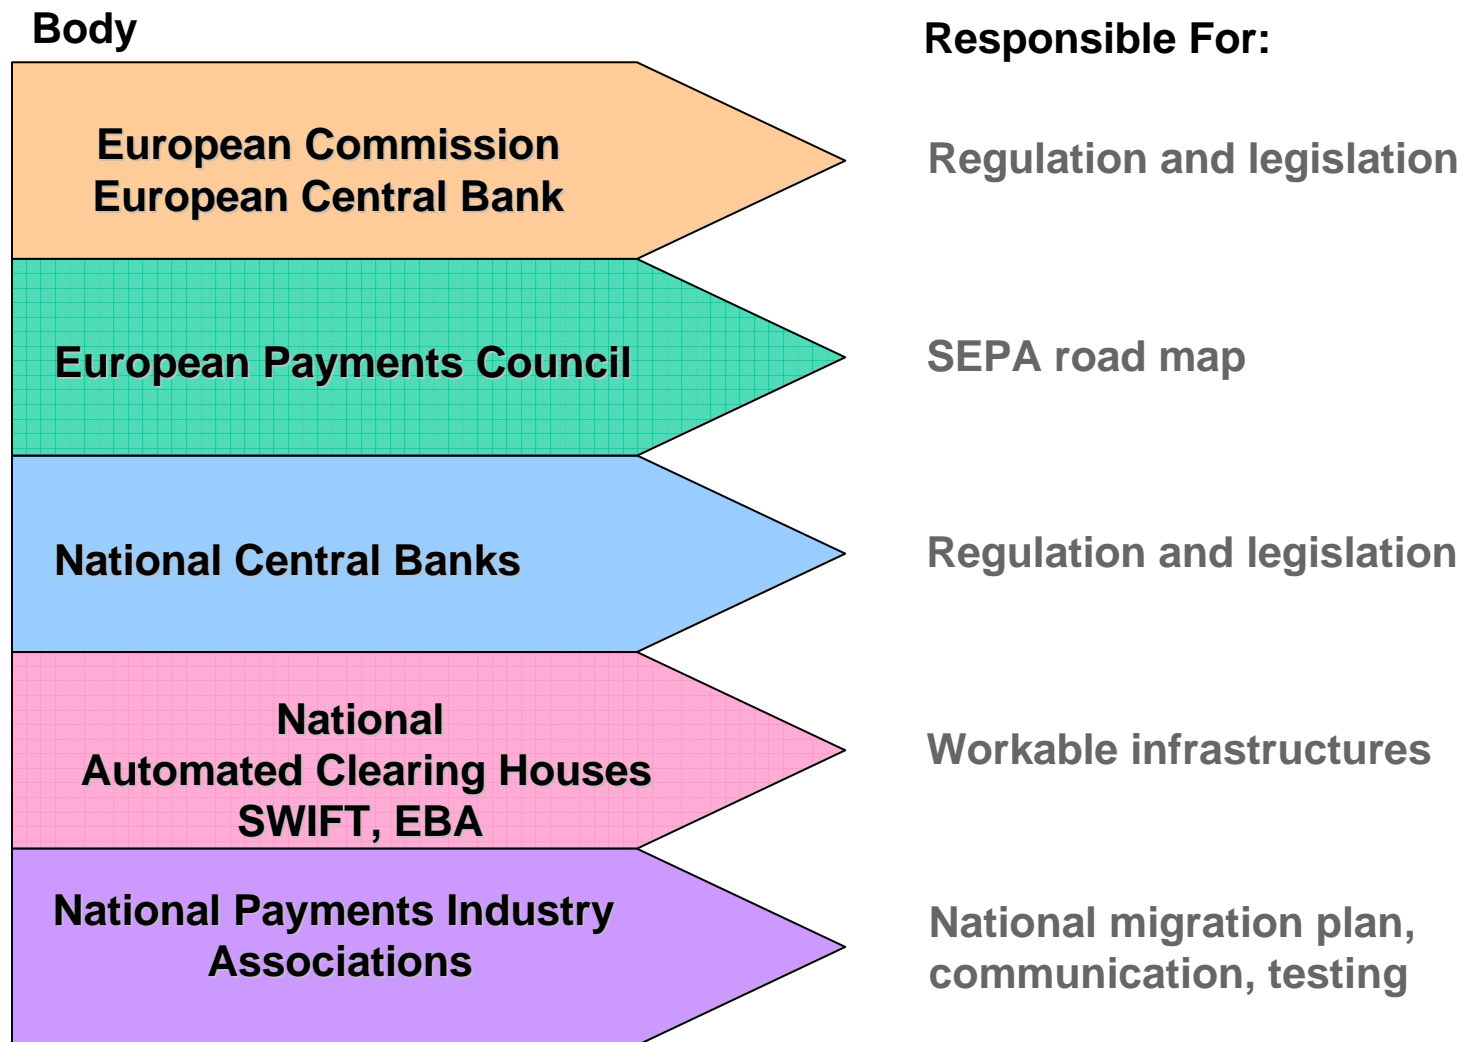 Body
Responsible For:
European Commission
European Central Bank
Regulation and legislation
European Payments Council
SEPA road map
National Central Banks
Regulation and legislation
National
Automated Clearing Houses
SWIFT, EBA
Workable infrastructures
National Payments Industry
Associations
National migration plan,
communication, testing